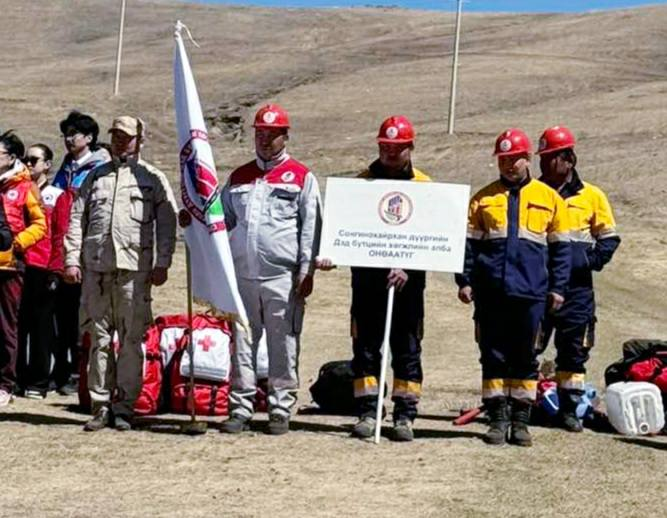 Сонгинохайрхан дүүргийн
Дэд бүтцийн хөгжлийн алба
ОНӨААТҮГ